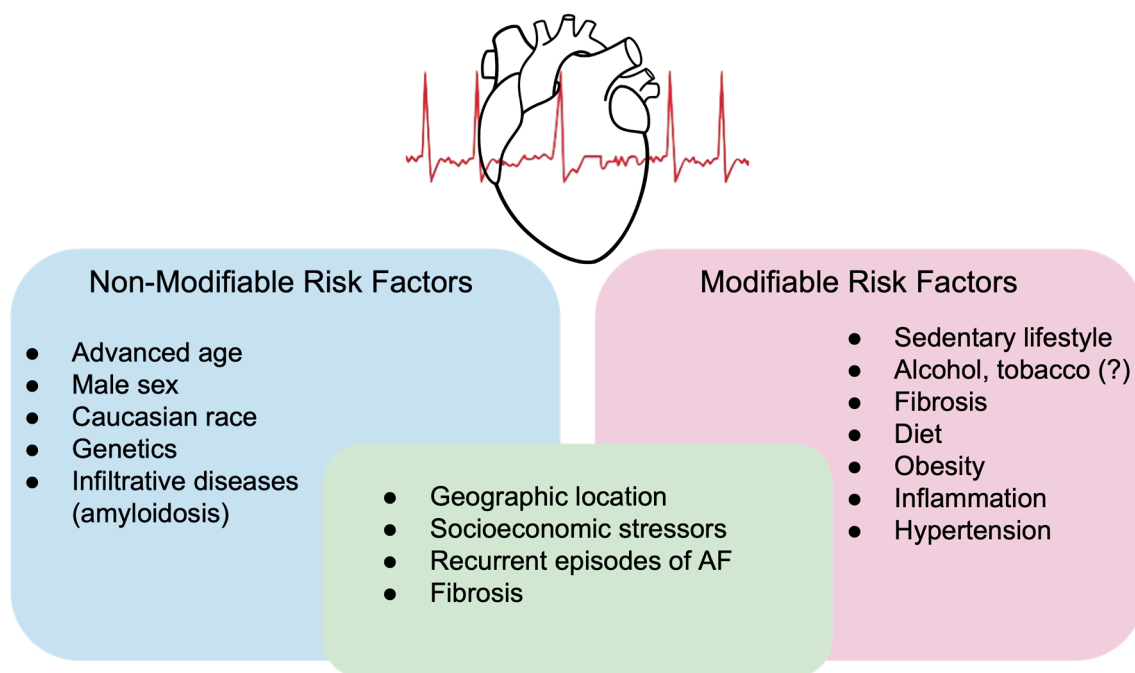 Non-Modifiable Risk Factors
● Advanced age
● Male sex
● Caucasian race
● Genetics
● Infiltrative diseases
(amyloidosis)
● Geographic location
● Socioeconomic stressors
● Recurrent episodes of AF
● Fibrosis
Modifiable Risk Factors
● Sedentary lifestyle
● Alcohol, tobacco (?)
● Fibrosis
● Diet
● Obesity
● Inflammation
● Hypertension